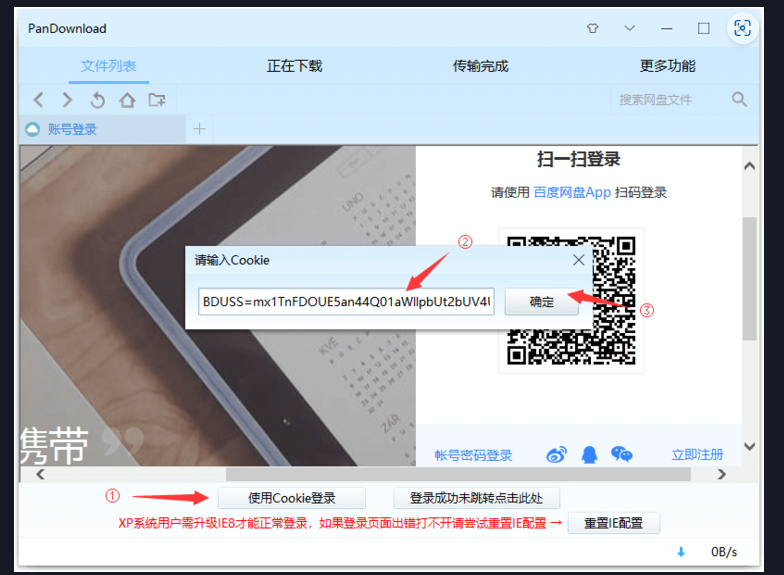 PanDownload
文件列表 正在下载 传输完成 更多功能
搜索网盘文件
账号登录
扫一扫登录
请使用 百度网盘App 扫码登录
UNO
②
请输入Cookie
BDUSS=mx1TnFDOUE5an44Q01aWIlpbUt2bUV4U
确定
③
KVE
ZÁR
携带
帐号密码登录 立即注册
①
使用Cookie登录 登录成功未跳转点击此处
XP系统用户需升级IE8才能正常登录，如果登录页面出错打不开请尝试重置IE配置 → 重置IE配置
0B/s